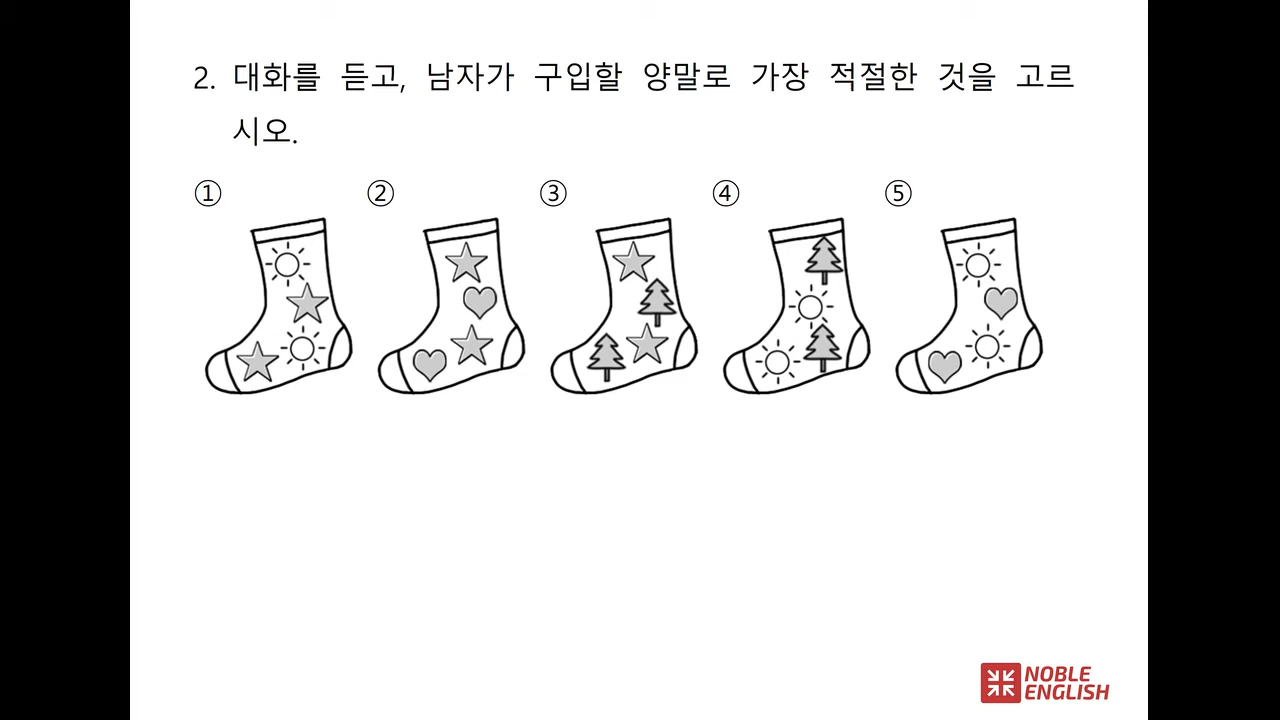 2. 대화를 듣고, 남자가 구입할 양말로 가장 적절한 것을 고르
시오.
① ② ③ ④ ⑤
NOBLE
ENGLISH